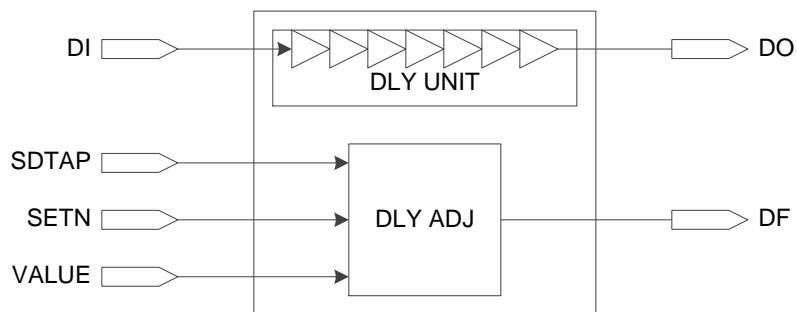 DI
DO
DLY UNIT
SDTAP
SETN
DLY ADJ
DF
VALUE